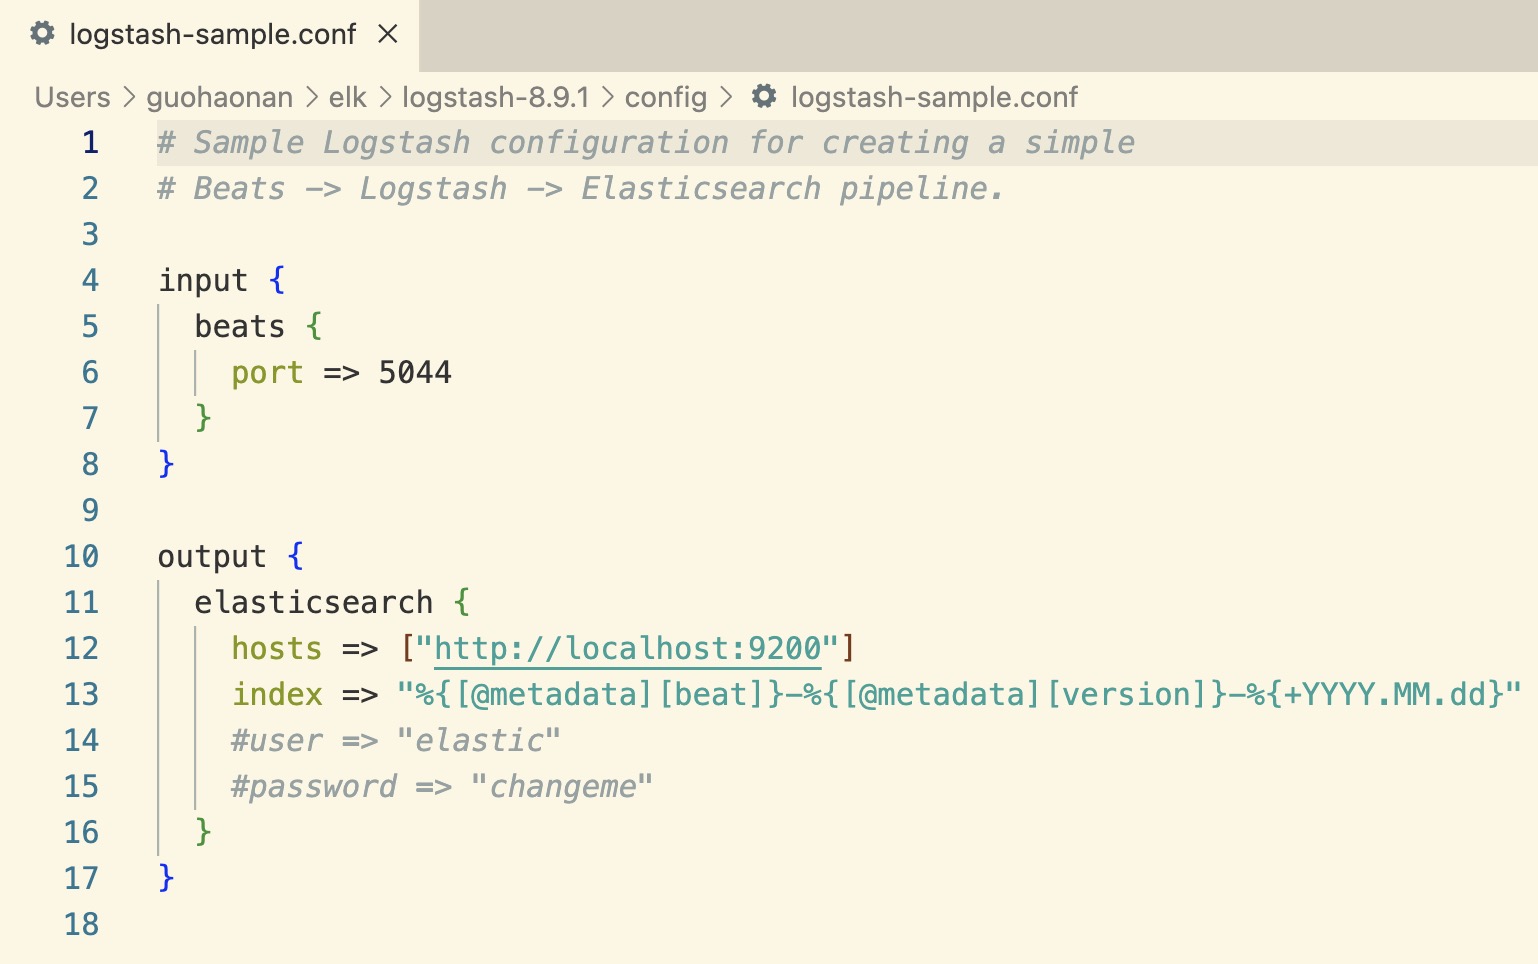 logstash-sample.conf
Users > guohaonan > elk > logstash-8.9.1 > config > logstash-sample.conf
1 # Sample Logstash configuration for creating a simple
2 # Beats -> Logstash -> Elasticsearch pipeline.
3
4 input {
5   beats {
6     port => 5044
7   }
8 }
9
10 output {
11   elasticsearch {
12     hosts => ["http://localhost:9200"]
13     index => "%{[@metadata][beat]}-%{[@metadata][version]}-%{+YYYY.MM.dd}"
14     #user => "elastic"
15     #password => "changeme"
16   }
17 }
18